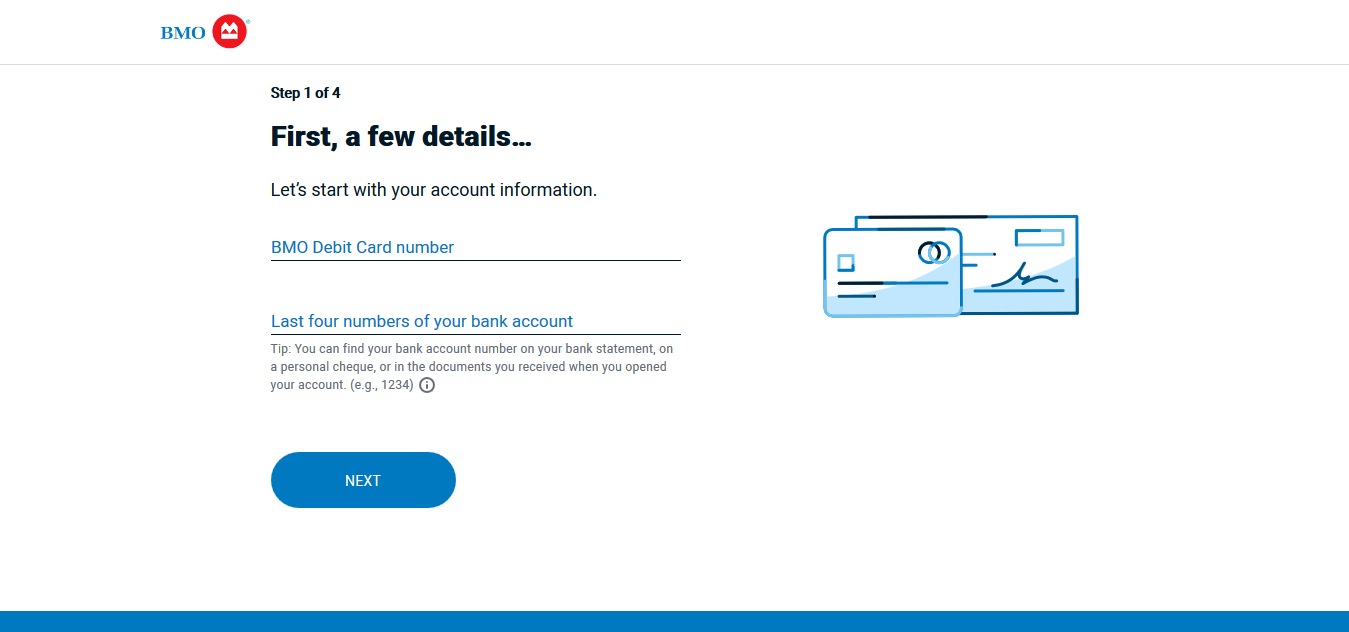 BMO
Step 1 of 4
First, a few details...
Let's start with your account information.
BMO Debit Card number
Last four numbers of your bank account
Tip: You can find your bank account number on your bank statement, on
a personal cheque, or in the documents you received when you opened
your account. (e.g., 1234)
NEXT